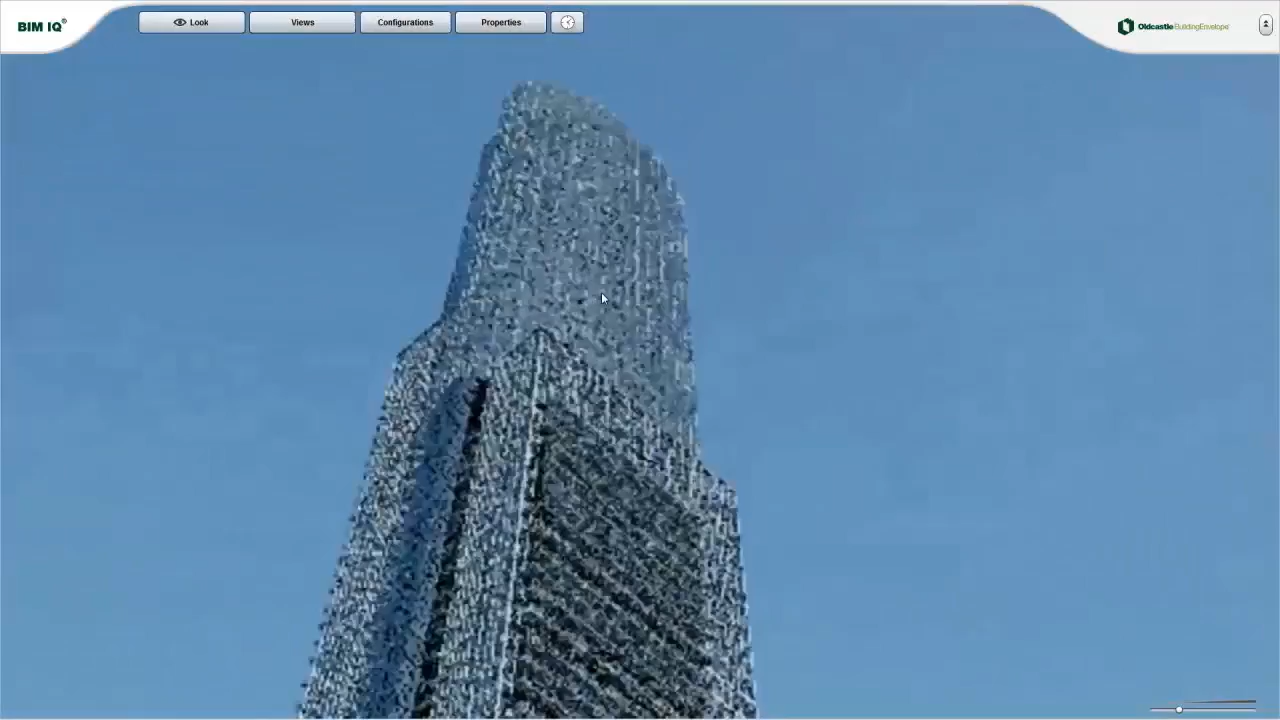 BIM IQ®
Look
Views
Configurations
Properties
Oldcastle BuildingEnvelope